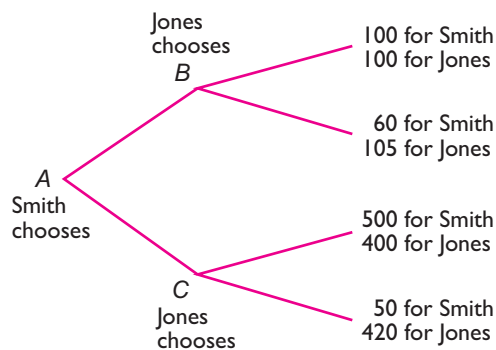 Jones
chooses
B
100 for Smith
100 for Jones
60 for Smith
105 for Jones
A
Smith
chooses
500 for Smith
400 for Jones
C
Jones
chooses
50 for Smith
420 for Jones